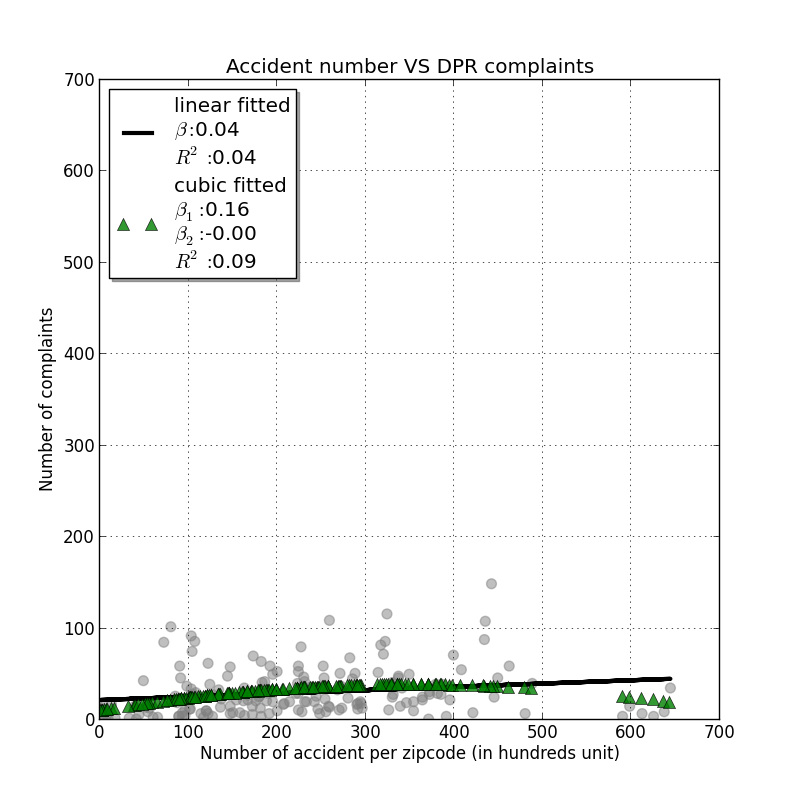 Accident number VS DPR complaints
700
600
500
400
300
200
100
0
linear fitted
β:0.04
R² :0.04
cubic fitted
β₁ :0.16
β₂ :-0.00
R² :0.09
Number of complaints
0 100 200 300 400 500 600 700
Number of accident per zipcode (in hundreds unit)